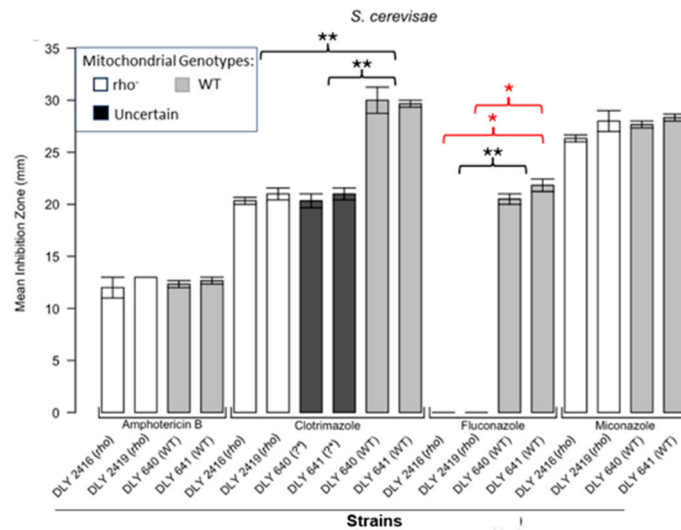 S. cerevisae
35
30
25
20
15
10
5
0
Mean Inhibition Zone (mm)
Mitochondrial Genotypes:
rho-
WT
Uncertain
**
**
*
*
**
Amphotericin B
Clotrimazole
Fluconazole
Miconazole
DLY 2416 (rho)
DLY 2419 (rho)
DLY 640 (WT)
DLY 641 (WT)
DLY 2416 (rho)
DLY 2419 (rho)
DLY 640 (?*)
DLY 641 (?*)
DLY 640 (WT)
DLY 641 (WT)
DLY 2416 (rho)
DLY 2419 (rho)
DLY 640 (WT)
DLY 641 (WT)
DLY 2416 (rho)
DLY 2419 (rho)
DLY 640 (WT)
DLY 641 (WT)
Strains